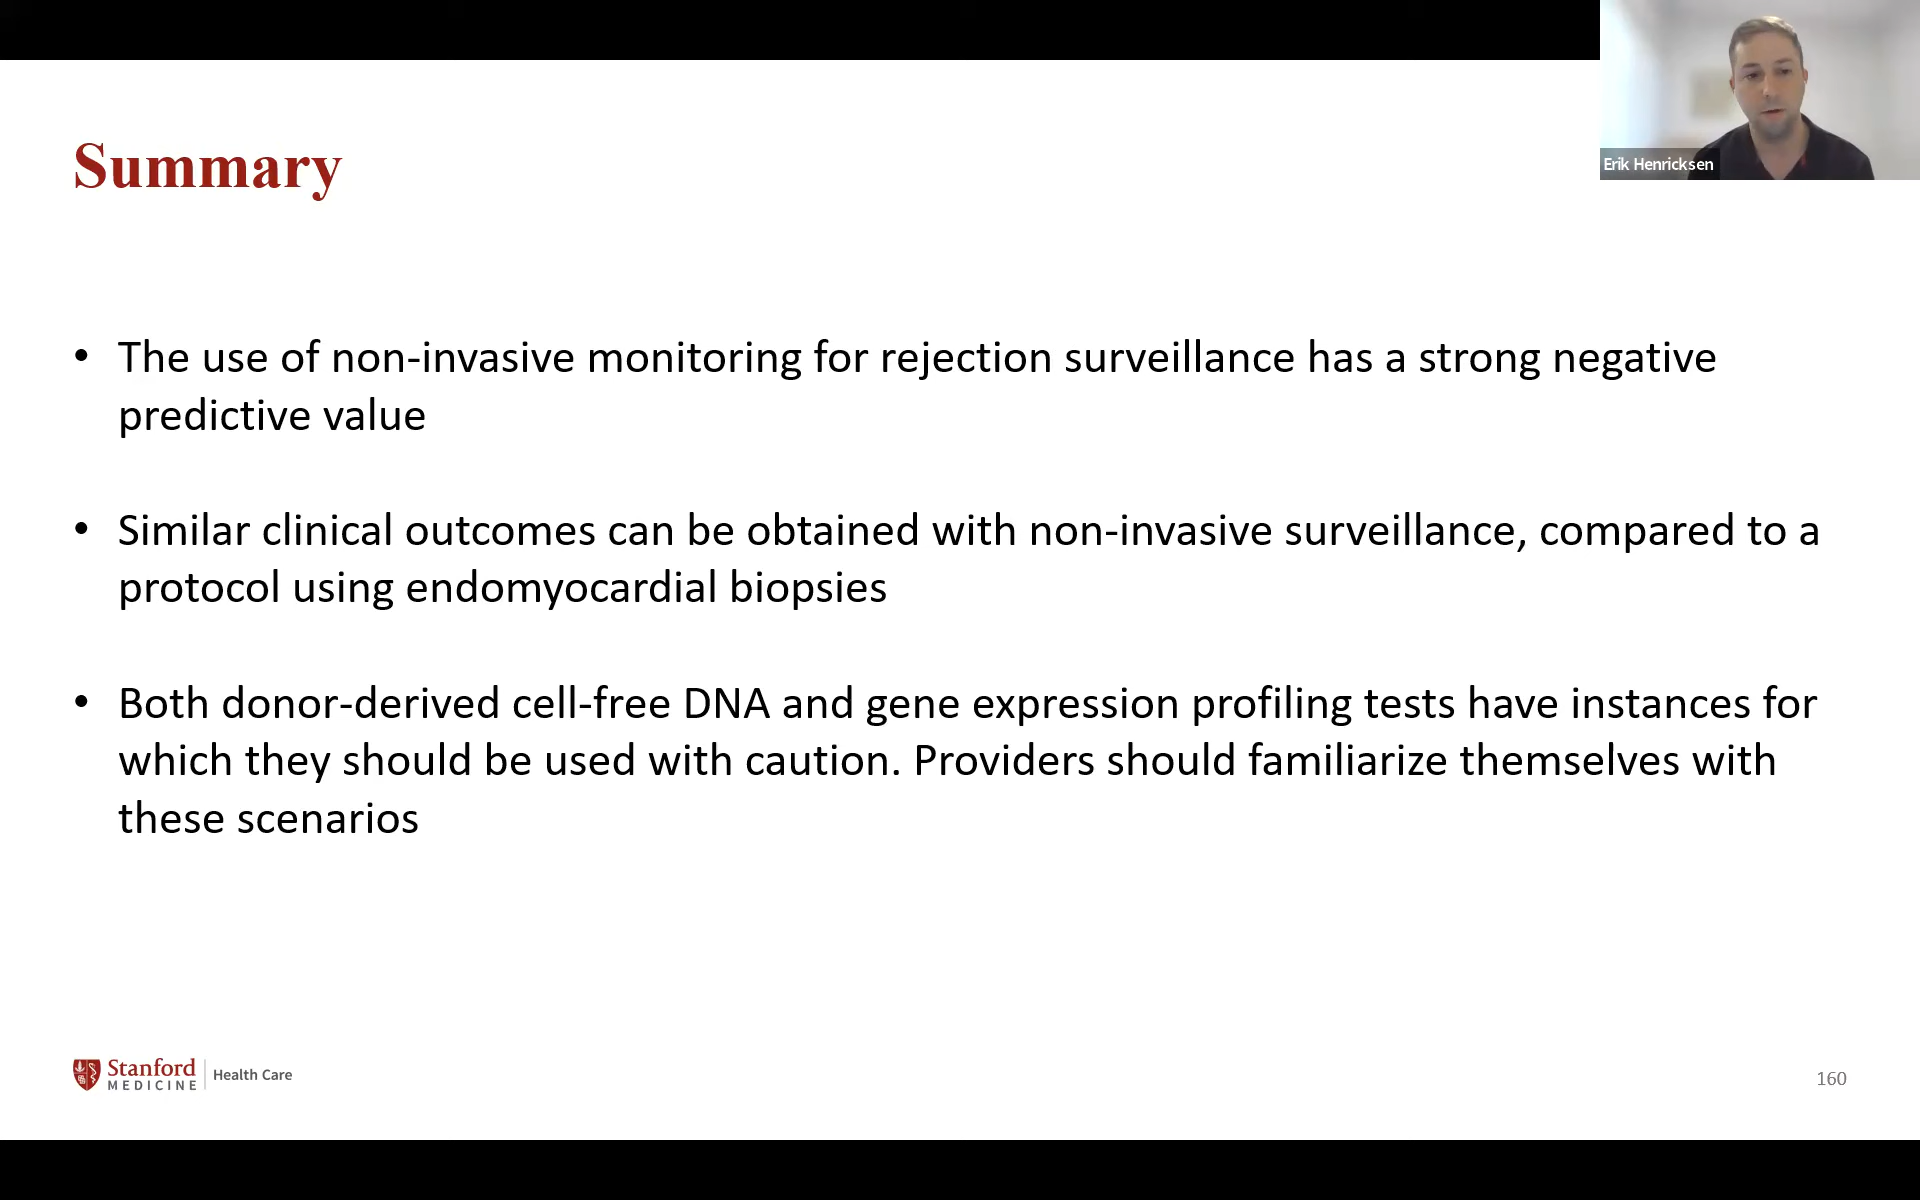 Erik Henricksen
Summary
• The use of non-invasive monitoring for rejection surveillance has a strong negative
predictive value
• Similar clinical outcomes can be obtained with non-invasive surveillance, compared to a
protocol using endomyocardial biopsies
• Both donor-derived cell-free DNA and gene expression profiling tests have instances for
which they should be used with caution. Providers should familiarize themselves with
these scenarios
Stanford
MEDICINE
Health Care
160